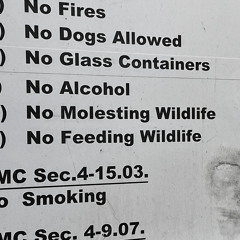 ) No Fires
) No Dogs Allowed
) No Glass Containers
) No Alcohol
) No Molesting Wildlife
) No Feeding Wildlife
MC Sec.4-15.03.
o Smoking
MC Sec. 4-9.07.